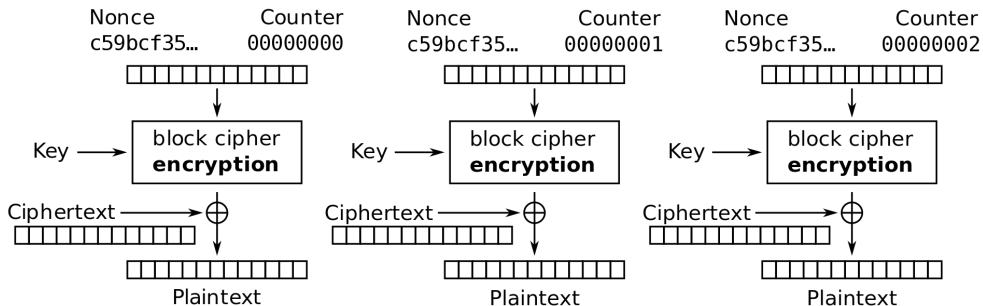 Nonce Counter
c59bcf35… 00000000
Key
block cipher
encryption
Ciphertext
Plaintext
Nonce Counter
c59bcf35… 00000001
Key
block cipher
encryption
Ciphertext
Plaintext
Nonce Counter
c59bcf35… 00000002
Key
block cipher
encryption
Ciphertext
Plaintext